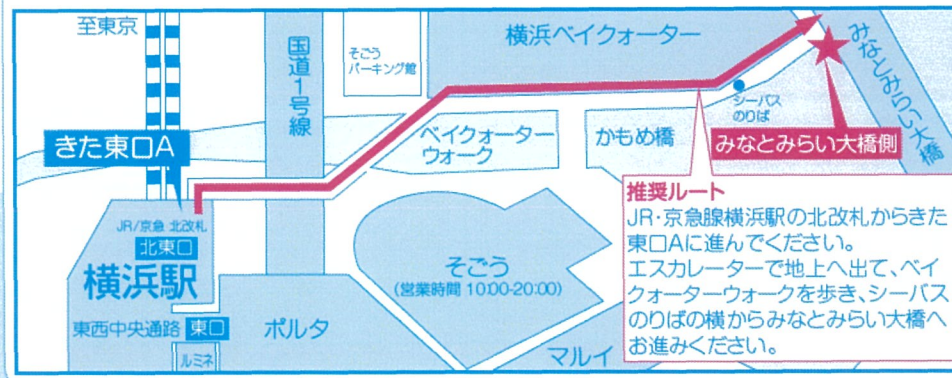 至東京
国道1号線
そごう
パーキング館
横浜ベイクォーター
みなとみらい大橋
シーバス
のりば
きた東口A
ベイクォーター
ウォーク
かもめ橋
みなとみらい大橋側
JR/京急 北改札
北東口
横浜駅
東西中央通路 東口
ルミネ
ポルタ
そごう
(営業時間 10:00-20:00)
マルイ
推奨ルート
JR・京急線横浜駅の北改札からきた
東口Aに進んでください。
エスカレーターで地上へ出て、ベイ
クォーターウォークを歩き、シーバス
のりばの横からみなとみらい大橋へ
お進みください。